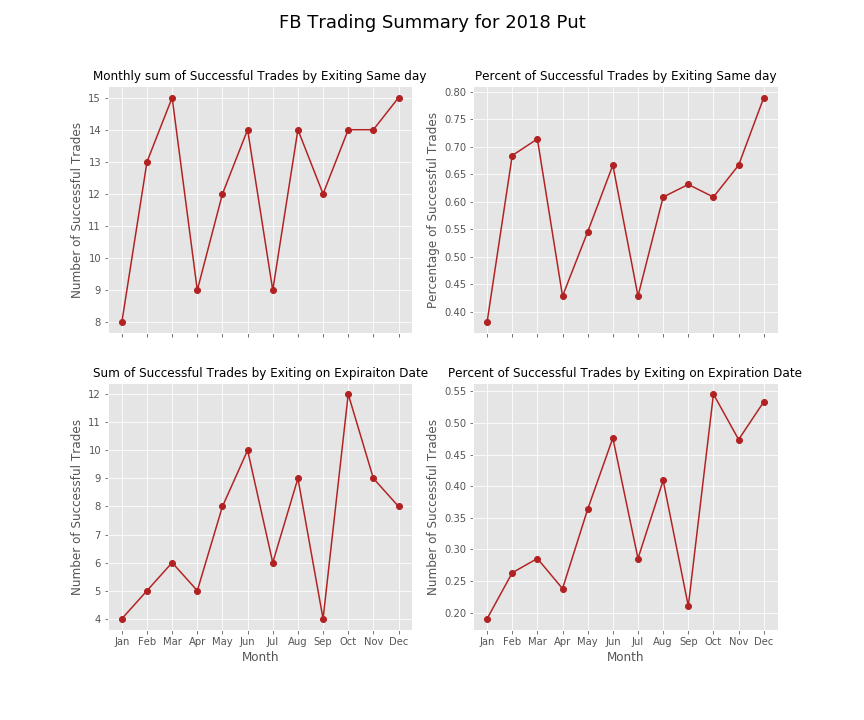 FB Trading Summary for 2018 Put
Monthly sum of Successful Trades by Exiting Same day
Number of Successful Trades
15
14
13
12
11
10
9
8
Percent of Successful Trades by Exiting Same day
Percentage of Successful Trades
0.80
0.75
0.70
0.65
0.60
0.55
0.50
0.45
0.40
Sum of Successful Trades by Exiting on Expiraiton Date
Number of Successful Trades
12
11
10
9
8
7
6
5
4
Jan Feb Mar Apr May Jun Jul Aug Sep Oct Nov Dec
Month
Percent of Successful Trades by Exiting on Expiration Date
Number of Successful Trades
0.55
0.50
0.45
0.40
0.35
0.30
0.25
0.20
Jan Feb Mar Apr May Jun Jul Aug Sep Oct Nov Dec
Month